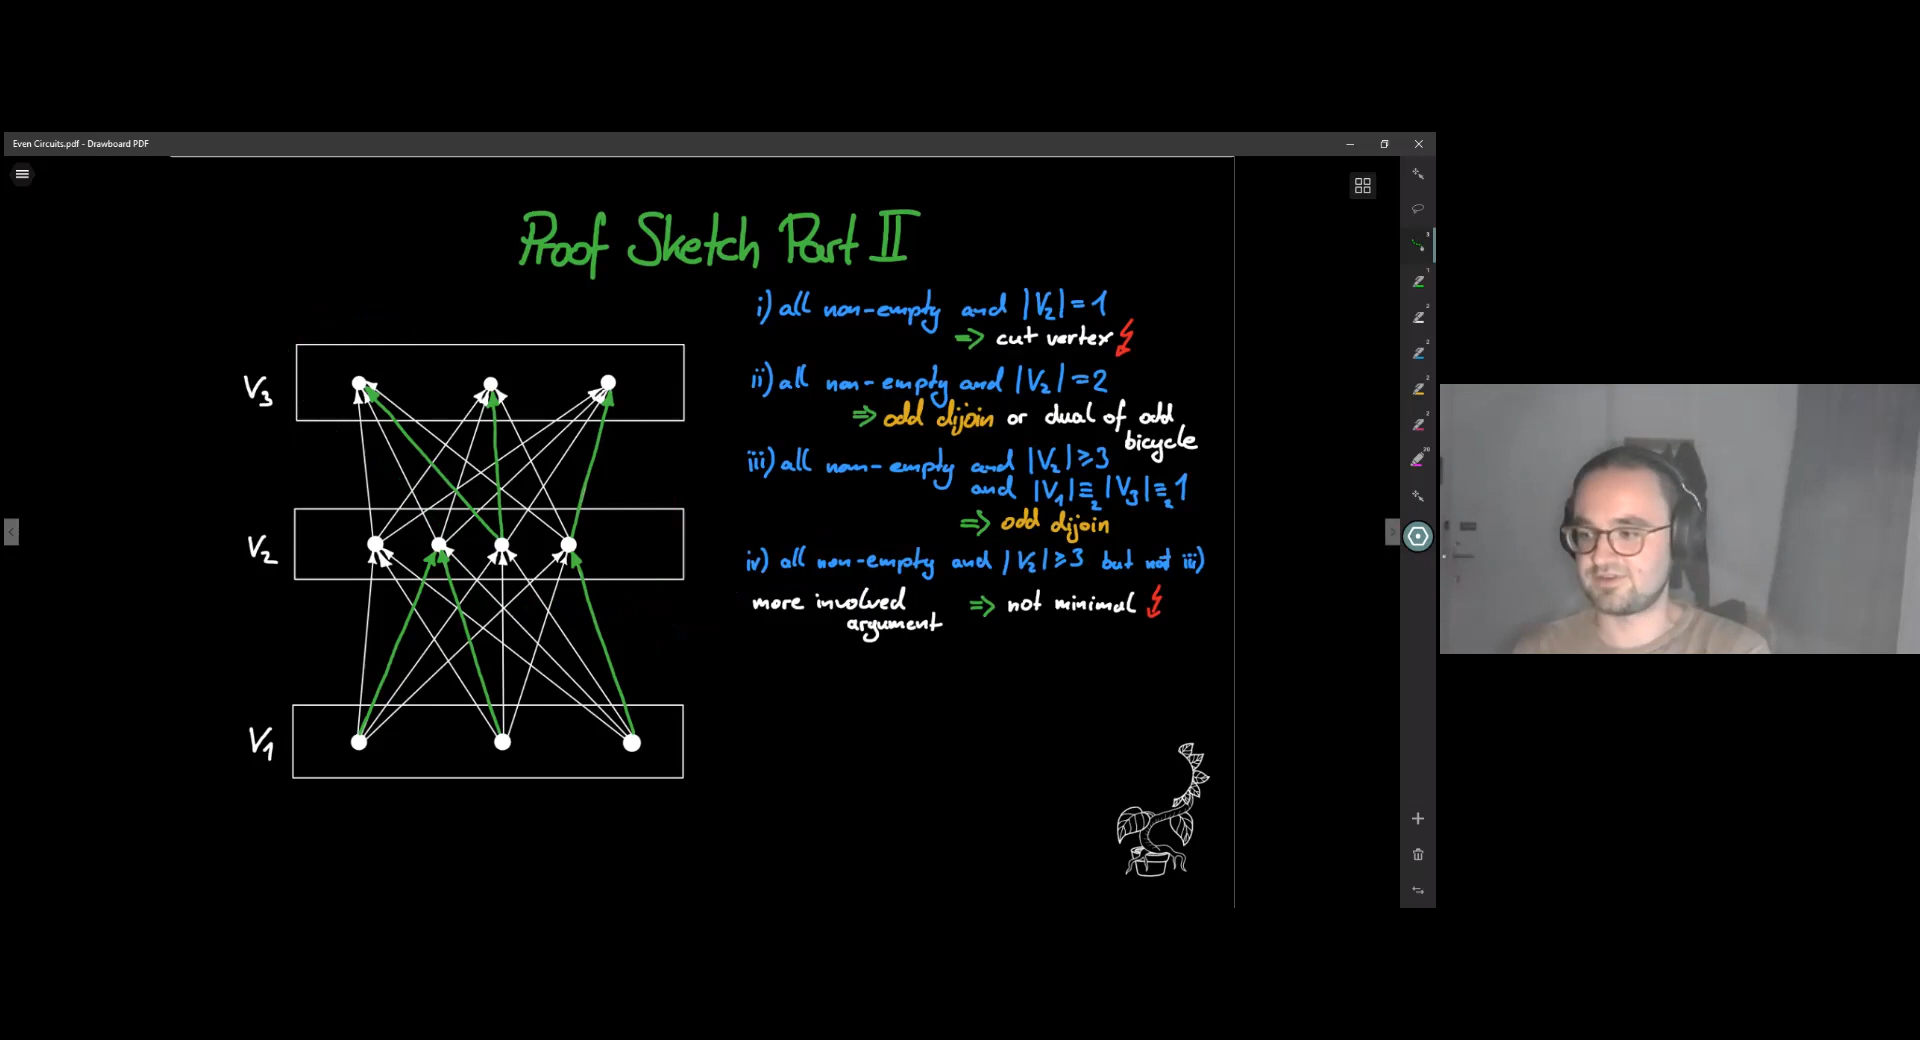 Even Circuits.pdf - Drawboard PDF
Proof Sketch Part II
i) all non-empty and |V₂| = 1
⇒ cut vertex
ii) all non-empty and |V₂| = 2
⇒ odd dijoin or dual of odd
bicycle
iii) all non-empty and |V₂| ⩾ 3
and |V₁| ≡₂ |V₃| ≡₂ 1
⇒ odd dijoin
iv) all non-empty and |V₂| ⩾ 3 but not iii)
more involved ⇒ not minimal
argument
V₃
V₂
V₁